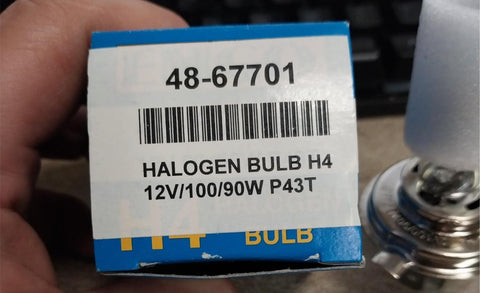 48-67701
HALOGEN BULB H4
12V/100/90W P43T
H4
BULB